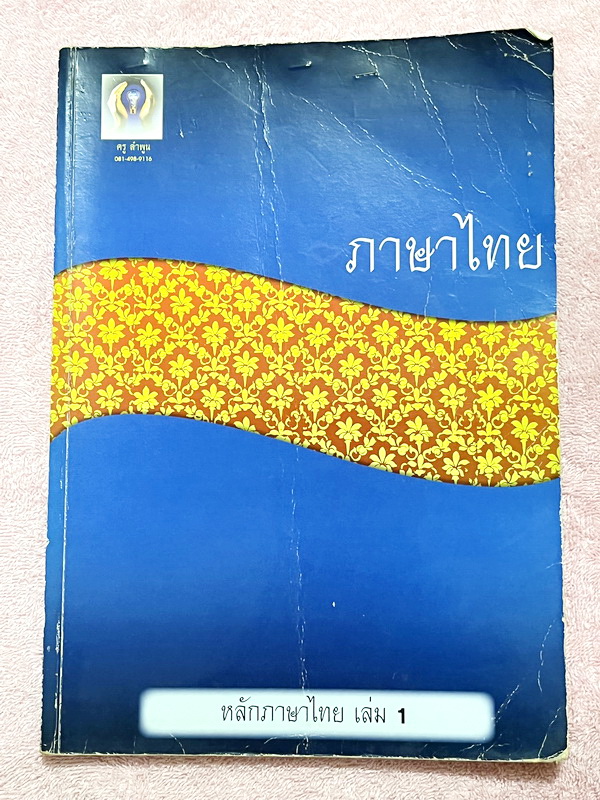 ครู ลำพูน
081-498-9116
ภาษาไทย
หลักภาษาไทย เล่ม 1